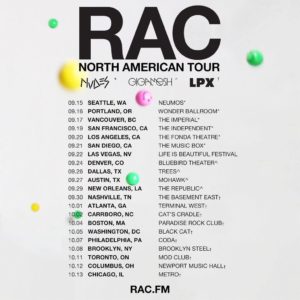 RAC
NORTH AMERICAN TOUR
NVDES * GIGAMESH ^ LPX
09.15 SEATTLE, WA NEUMOS*
09.16 PORTLAND, OR WONDER BALLROOM*
09.17 VANCOUVER, BC THE IMPERIAL*
09.19 SAN FRANCISCO, CA THE INDEPENDENT*
09.20 LOS ANGELES, CA THE FONDA THEATRE*
09.21 SAN DIEGO, CA THE MUSIC BOX*
09.22 LAS VEGAS, NV LIFE IS BEAUTIFUL FESTIVAL
09.24 DENVER, CO BLUEBIRD THEATER^
09.26 DALLAS, TX TREES^
09.27 AUSTIN, TX MOHAWK^
09.29 NEW ORLEANS, LA THE REPUBLIC^
09.30 NASHVILLE, TN THE BASEMENT EAST
10.01 ATLANTA, GA TERMINAL WEST
10.02 CARRBORO, NC CAT'S CRADLE
10.04 BOSTON, MA PARADISE ROCK CLUB
10.05 WASHINGTON, DC BLACK CAT
10.07 PHILADELPHIA, PA CODA
10.08 BROOKLYN, NY BROOKLYN STEEL
10.11 TORONTO, ON MOD CLUB
10.12 COLUMBUS, OH NEWPORT MUSIC HALL
10.13 CHICAGO, IL METRO
RAC.FM